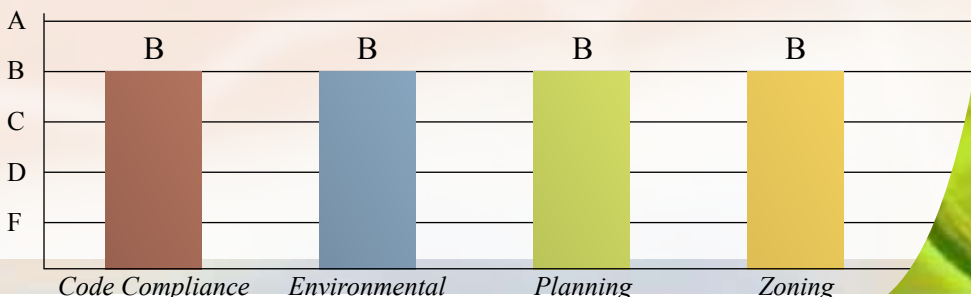 A
B B B B
B
C
D
F
Code Compliance Environmental Planning Zoning